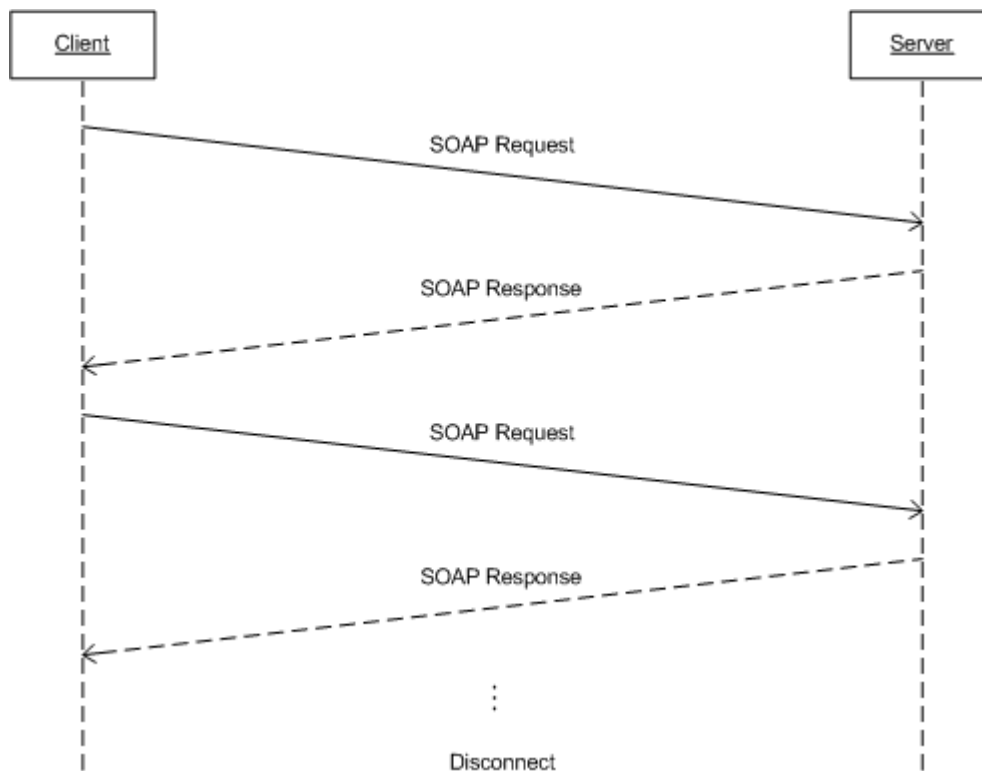 Client
Server
SOAP Request
SOAP Response
SOAP Request
SOAP Response
⋮
Disconnect